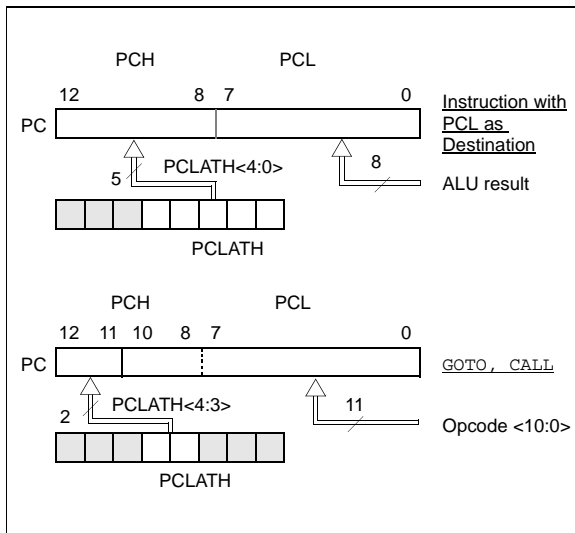 PCH PCL
12 8 7 0
Instruction with
PCL as
Destination
PC
5 PCLATH<4:0> 8
ALU result
PCLATH
PCH PCL
12 11 10 8 7 0
PC GOTO, CALL
2 PCLATH<4:3> 11
Opcode <10:0>
PCLATH